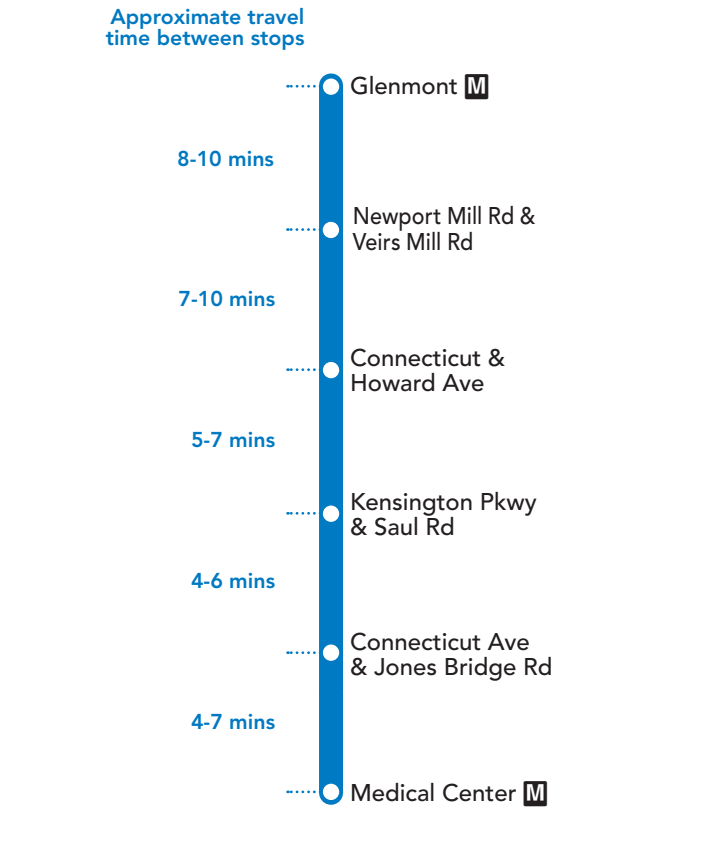 Approximate travel
time between stops
Glenmont M
8-10 mins
Newport Mill Rd &
Veirs Mill Rd
7-10 mins
Connecticut &
Howard Ave
5-7 mins
Kensington Pkwy
& Saul Rd
4-6 mins
Connecticut Ave
& Jones Bridge Rd
4-7 mins
Medical Center M